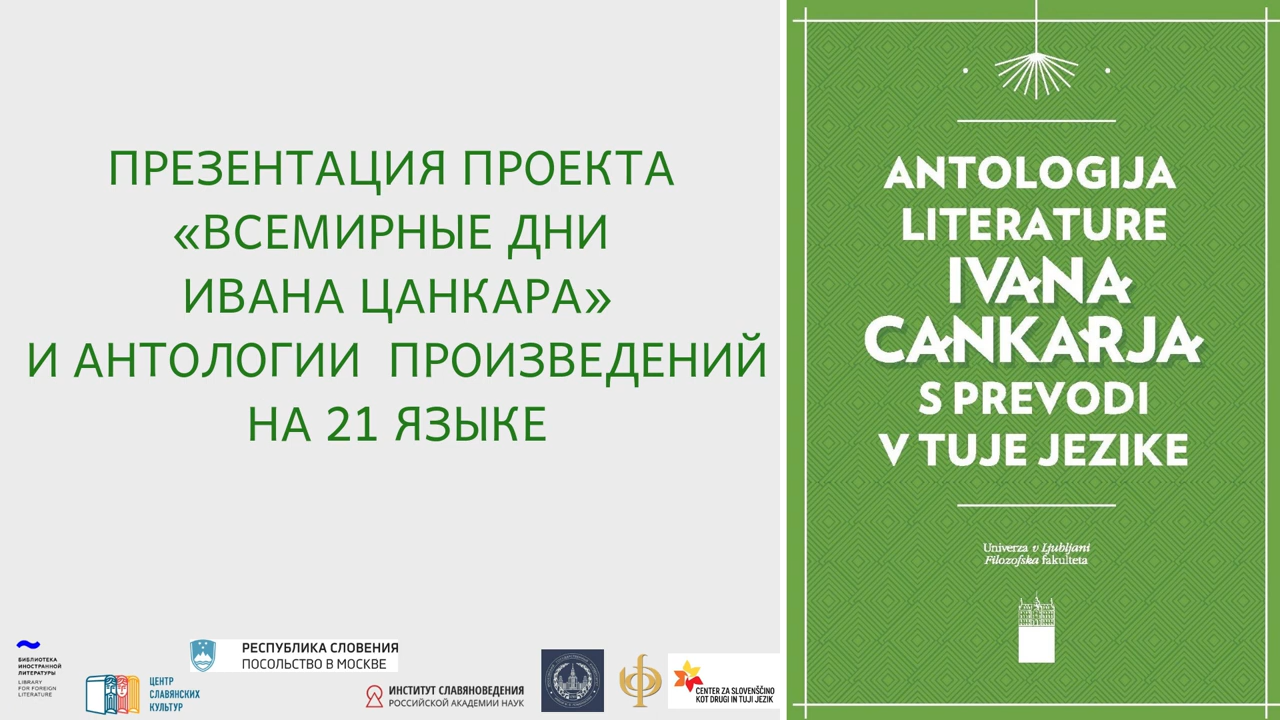 ПРЕЗЕНТАЦИЯ ПРОЕКТА
«ВСЕМИРНЫЕ ДНИ
ИВАНА ЦАНКАРА»
И АНТОЛОГИИ ПРОИЗВЕДЕНИЙ
НА 21 ЯЗЫКЕ
БИБЛИОТЕКА
ИНОСТРАННОЙ
ЛИТЕРАТУРЫ
LIBRARY
FOR FOREIGN
LITERATURE
ЦЕНТР
СЛАВЯНСКИХ
КУЛЬТУР
РЕСПУБЛИКА СЛОВЕНИЯ
ПОСОЛЬСТВО В МОСКВЕ
ИНСТИТУТ СЛАВЯНОВЕДЕНИЯ
РОССИЙСКОЙ АКАДЕМИИ НАУК
CENTER ZA SLOVENŠČINO
KOT DRUGI IN TUJI JEZIK
ANTOLOGIJA
LITERATURE
IVANA
CANKARJA
S PREVODI
V TUJE JEZIKE
Univerza v Ljubljani
Filozofska fakulteta